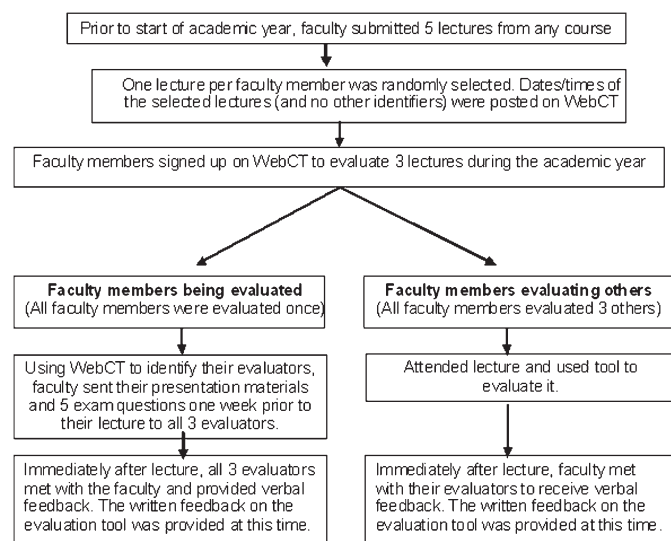 Prior to start of academic year, faculty submitted 5 lectures from any course
One lecture per faculty member was randomly selected. Dates/times of
the selected lectures (and no other identifiers) were posted on WebCT
Faculty members signed up on WebCT to evaluate 3 lectures during the academic year
Faculty members being evaluated
(All faculty members were evaluated once)
Using WebCT to identify their evaluators,
faculty sent their presentation materials
and 5 exam questions one week prior to
their lecture to all 3 evaluators.
Immediately after lecture, all 3 evaluators
met with the faculty and provided verbal
feedback. The written feedback on the
evaluation tool was provided at this time.
Faculty members evaluating others
(All faculty members evaluated 3 others)
Attended lecture and used tool to
evaluate it.
Immediately after lecture, faculty met
with their evaluators to receive verbal
feedback. The written feedback on the
evaluation tool was provided at this time.